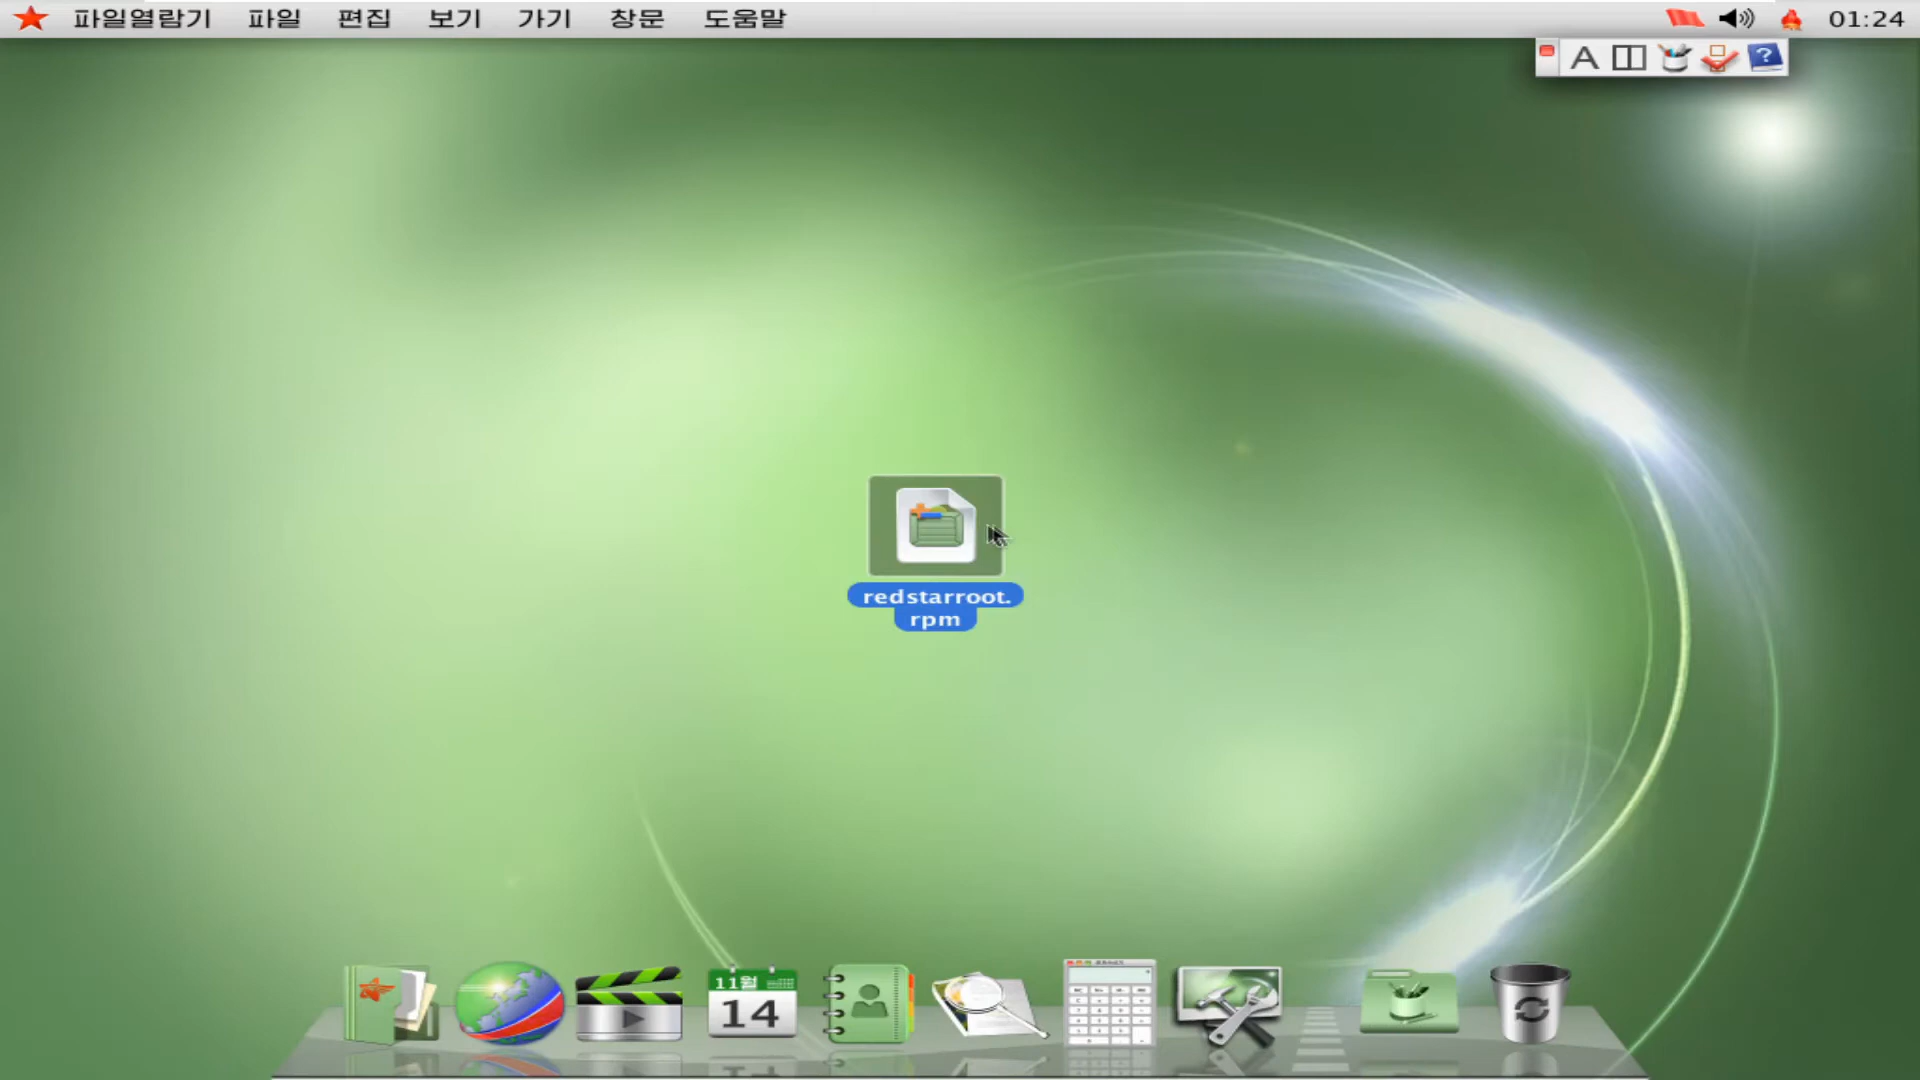 파일열람기 파일 편집 보기 가기 창문 도움말 01:24
A ?
redstarroot.
rpm
11월
14